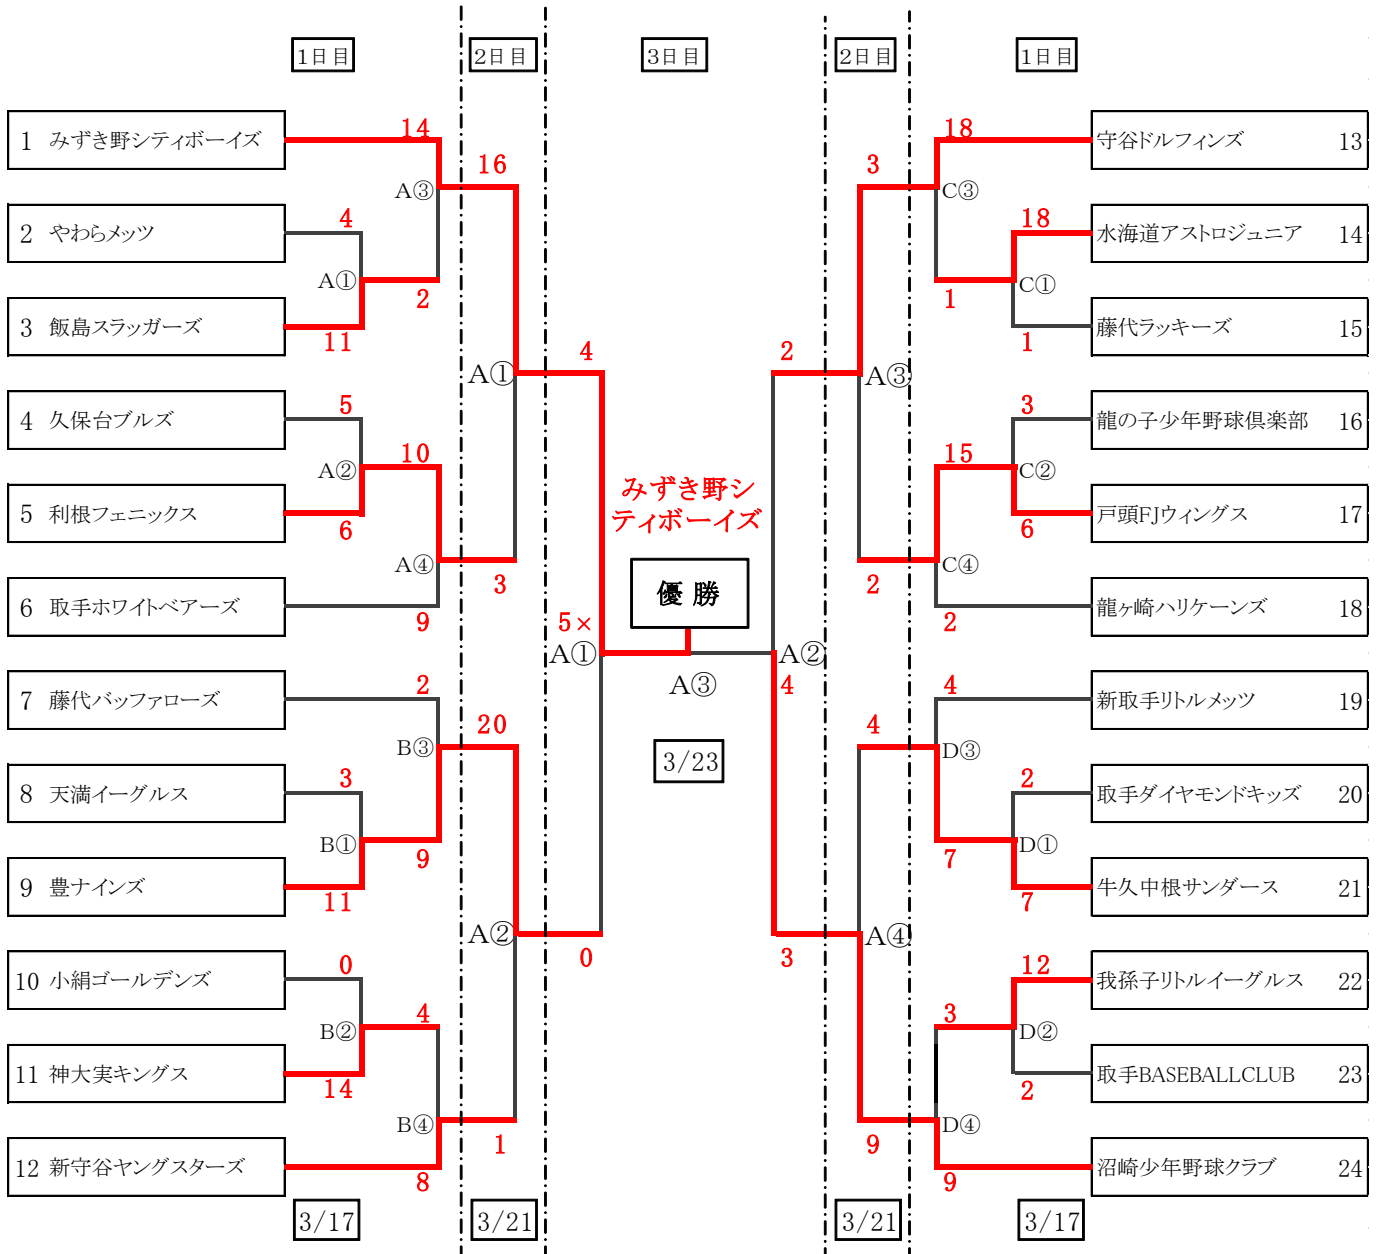 1日目
2日目
3日目
2日目
1日目
1 みずき野シティボーイズ
14
16
A③
2 やわらメッツ
4
A①
2
3 飯島スラッガーズ
11
A①
4
4 久保台ブルズ
5
A②
10
5 利根フェニックス
6
A④
3
6 取手ホワイトベアーズ
9
5×
A①
7 藤代バッファローズ
2
20
B③
8 天満イーグルス
3
B①
9
9 豊ナインズ
11
A②
0
10 小絹ゴールデンズ
0
B②
4
11 神大実キングス
14
B④
1
12 新守谷ヤングスターズ
8
3/17
3/21
みずき野シ
ティボーイズ
優勝
A③
3/23
18
守谷ドルフィンズ 13
3
C③
18
水海道アストロジュニア 14
1
C①
藤代ラッキーズ 15
1
2
A③
3
龍の子少年野球倶楽部 16
15
C②
戸頭FJウィングス 17
6
2
C④
龍ヶ崎ハリケーンズ 18
2
A②
4
4
新取手リトルメッツ 19
4
D③
2
取手ダイヤモンドキッズ 20
7
D①
牛久中根サンダース 21
7
A④
3
12
我孫子リトルイーグルス 22
3
D②
取手BASEBALLCLUB 23
2
9
D④
沼崎少年野球クラブ 24
9
3/21
3/17